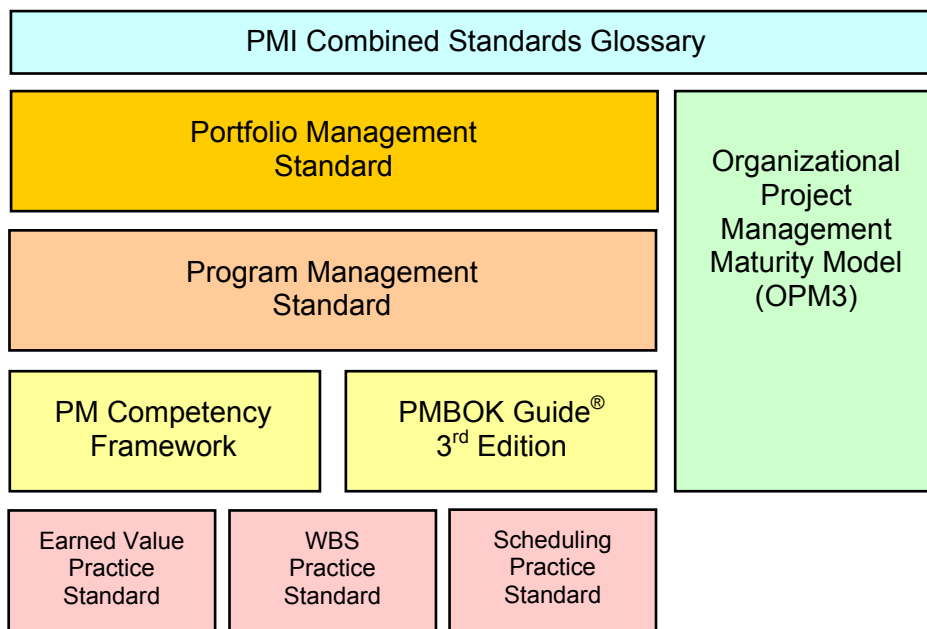 PMI Combined Standards Glossary
Portfolio Management
Standard
Organizational
Project
Management
Maturity Model
(OPM3)
Program Management
Standard
PM Competency
Framework
PMBOK Guide®
3rd Edition
Earned Value
Practice
Standard
WBS
Practice
Standard
Scheduling
Practice
Standard